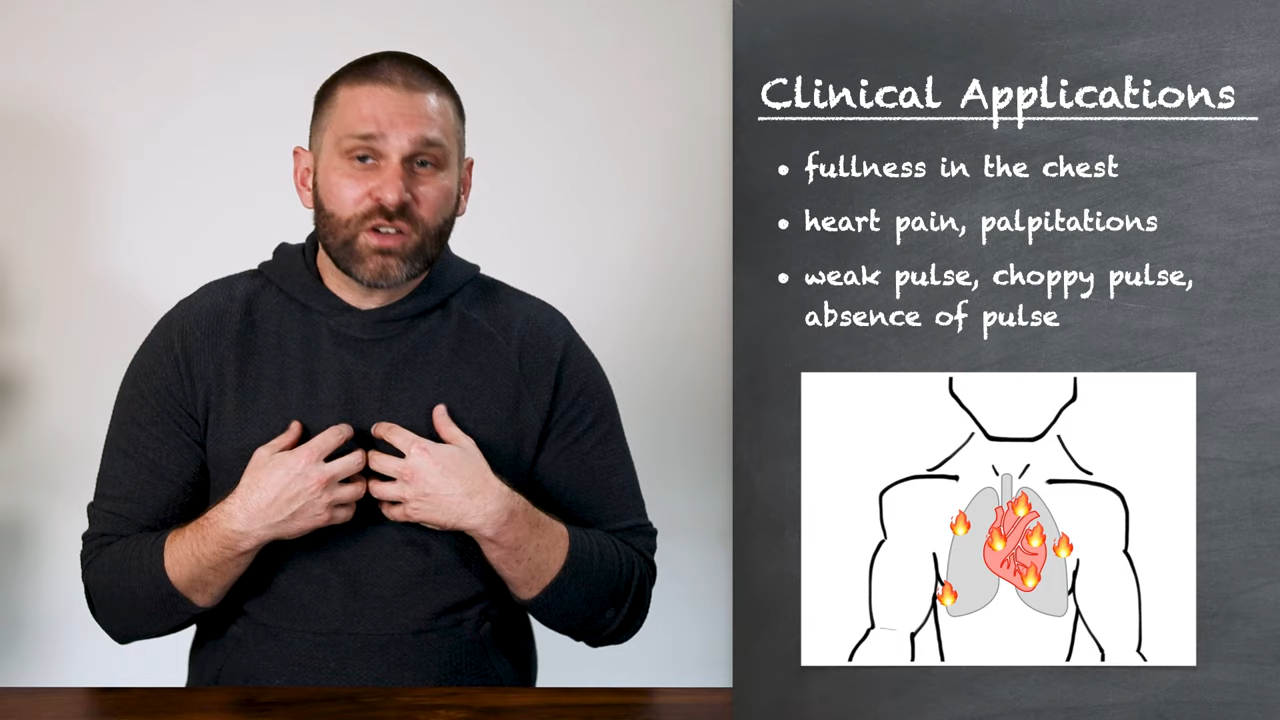 Clinical Applications
• fullness in the chest
• heart pain, palpitations
• weak pulse, choppy pulse,
absence of pulse